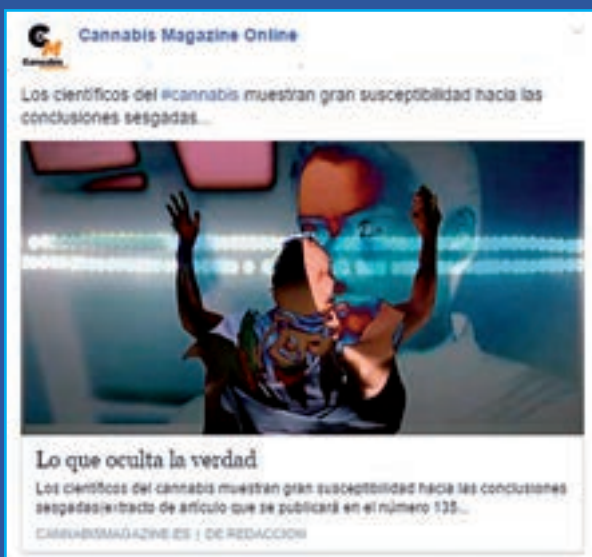 CM
Cannabis
Cannabis Magazine Online
Los científicos del #cannabis muestran gran susceptibilidad hacia las
conclusiones sesgadas...
Lo que oculta la verdad
Los científicos del cannabis muestran gran susceptibilidad hacia las conclusiones
sesgadas/extracto de artículo que se publicará en el número 135...
CANNABISMAGAZINE.ES | DE REDACCION